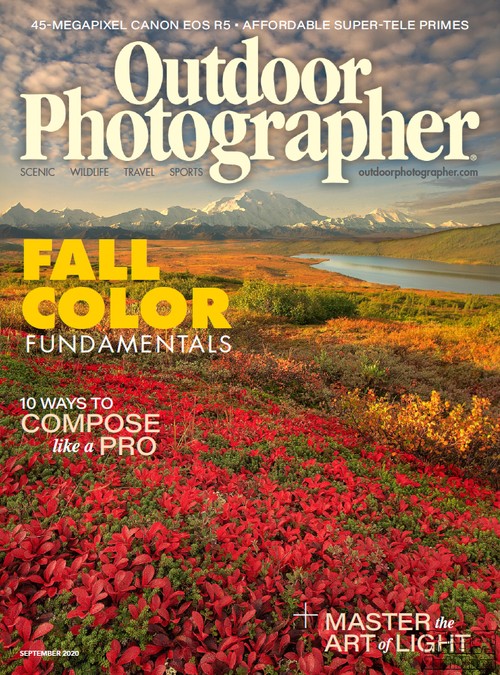 45-MEGAPIXEL CANON EOS R5 • AFFORDABLE SUPER-TELE PRIMES
Outdoor
Photographer®
SCENIC WILDLIFE TRAVEL SPORTS outdoorphotographer.com
FALL
COLOR
FUNDAMENTALS
10 WAYS TO
COMPOSE
like a PRO
+ MASTER the
ART of LIGHT
SEPTEMBER 2020